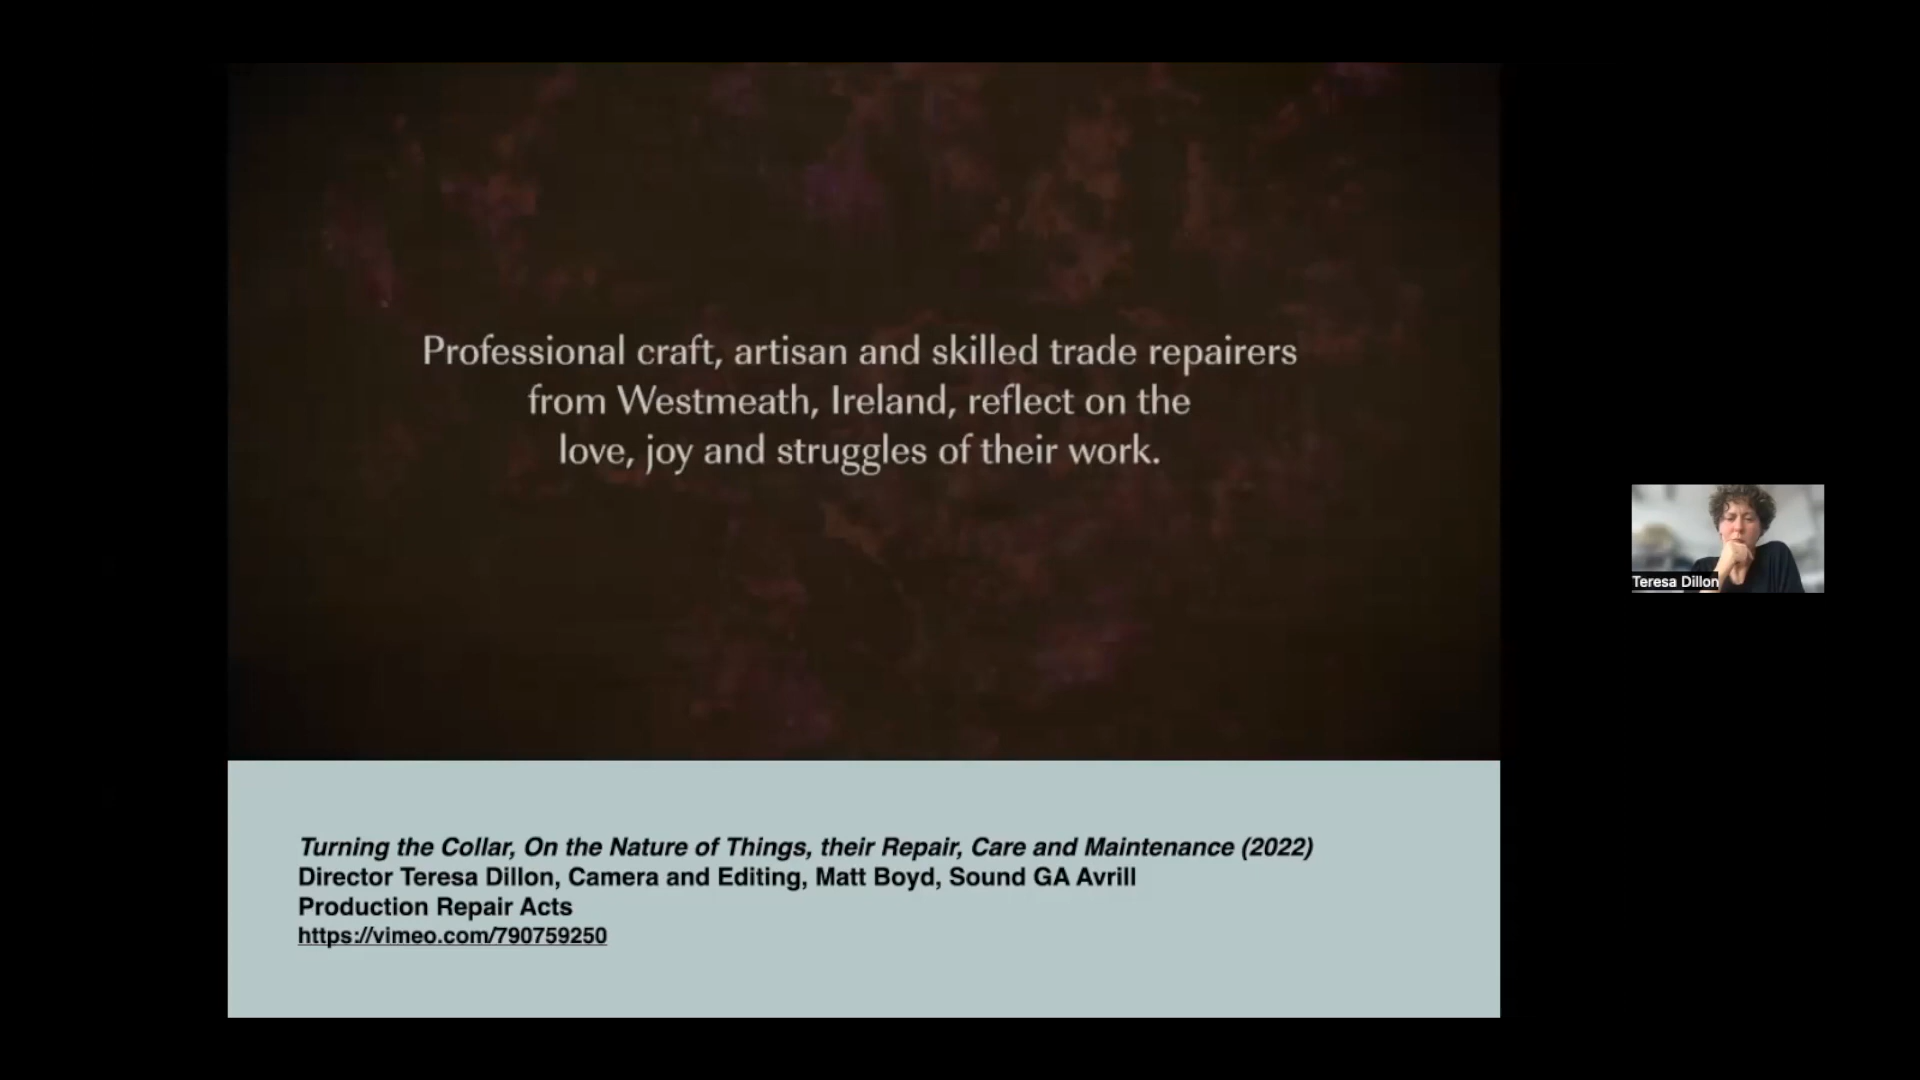 Professional craft, artisan and skilled trade repairers
from Westmeath, Ireland, reflect on the
love, joy and struggles of their work.
Turning the Collar, On the Nature of Things, their Repair, Care and Maintenance (2022)
Director Teresa Dillon, Camera and Editing, Matt Boyd, Sound GA Avrill
Production Repair Acts
https://vimeo.com/790759250
Teresa Dillon